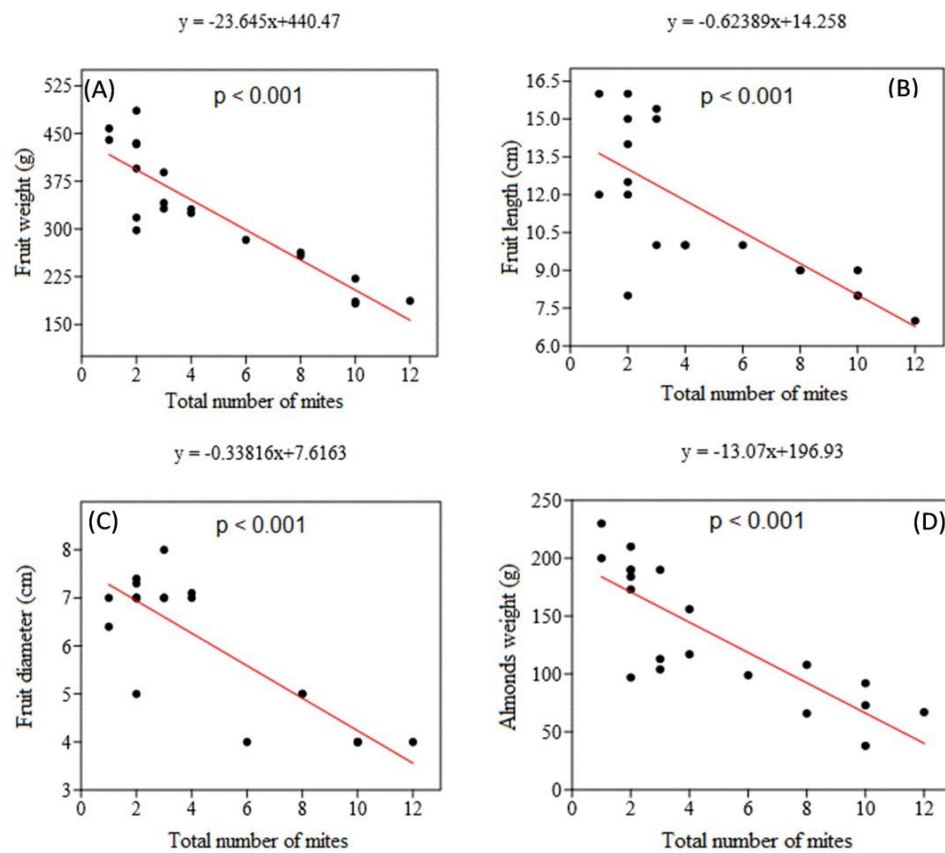 y = -23.645x+440.47
(A)
p < 0.001
525
450
375
300
225
150
Fruit weight (g)
0 2 4 6 8 10 12
Total number of mites
y = -0.62389x+14.258
(B)
p < 0.001
16.5
15.0
13.5
12.0
10.5
9.0
7.5
6.0
Fruit length (cm)
0 2 4 6 8 10 12
Total number of mites
y = -0.33816x+7.6163
(C)
p < 0.001
8
7
6
5
4
3
Fruit diameter (cm)
0 2 4 6 8 10 12
Total number of mites
y = -13.07x+196.93
(D)
p < 0.001
250
200
150
100
50
0
Almonds weight (g)
0 2 4 6 8 10 12
Total number of mites